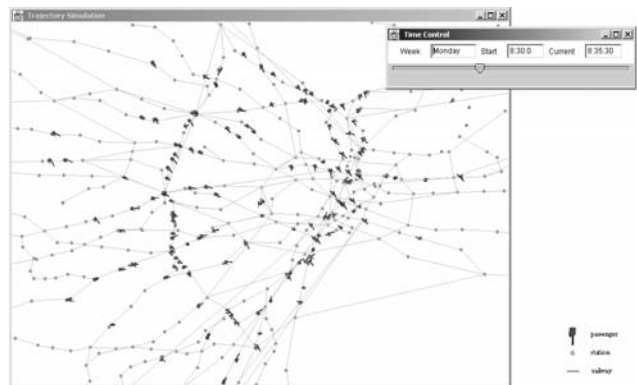 Trajectory Simulation
Time Control
Week Monday Start 8:30:0 Current 8:35:30
passenger
station
subway